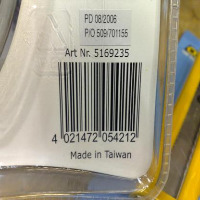 PD 08/2006
P/O 509/701155
Art Nr. 5169235
4 021472 054212
Made in Taiwan